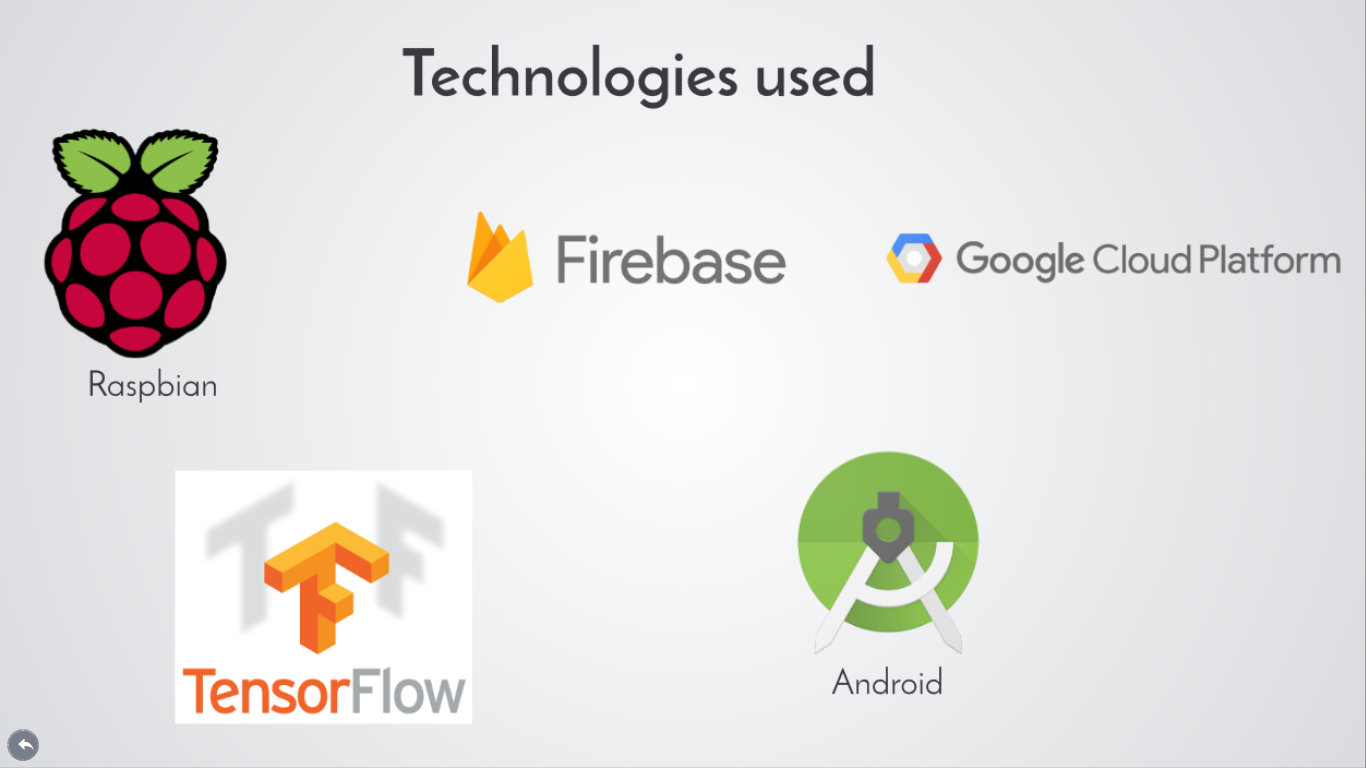 Technologies used
Firebase
Google Cloud Platform
Raspbian
TensorFlow
Android